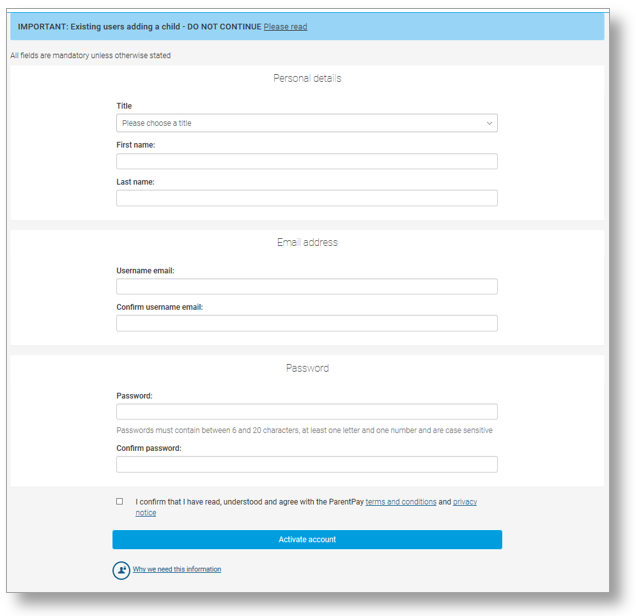 IMPORTANT: Existing users adding a child - DO NOT CONTINUE Please read
All fields are mandatory unless otherwise stated
Personal details
Title
Please choose a title
First name:
Last name:
Email address
Username email:
Confirm username email:
Password
Password:
Passwords must contain between 6 and 20 characters, at least one letter and one number and are case sensitive
Confirm password:
I confirm that I have read, understood and agree with the ParentPay terms and conditions and privacy
notice
Activate account
Why we need this information